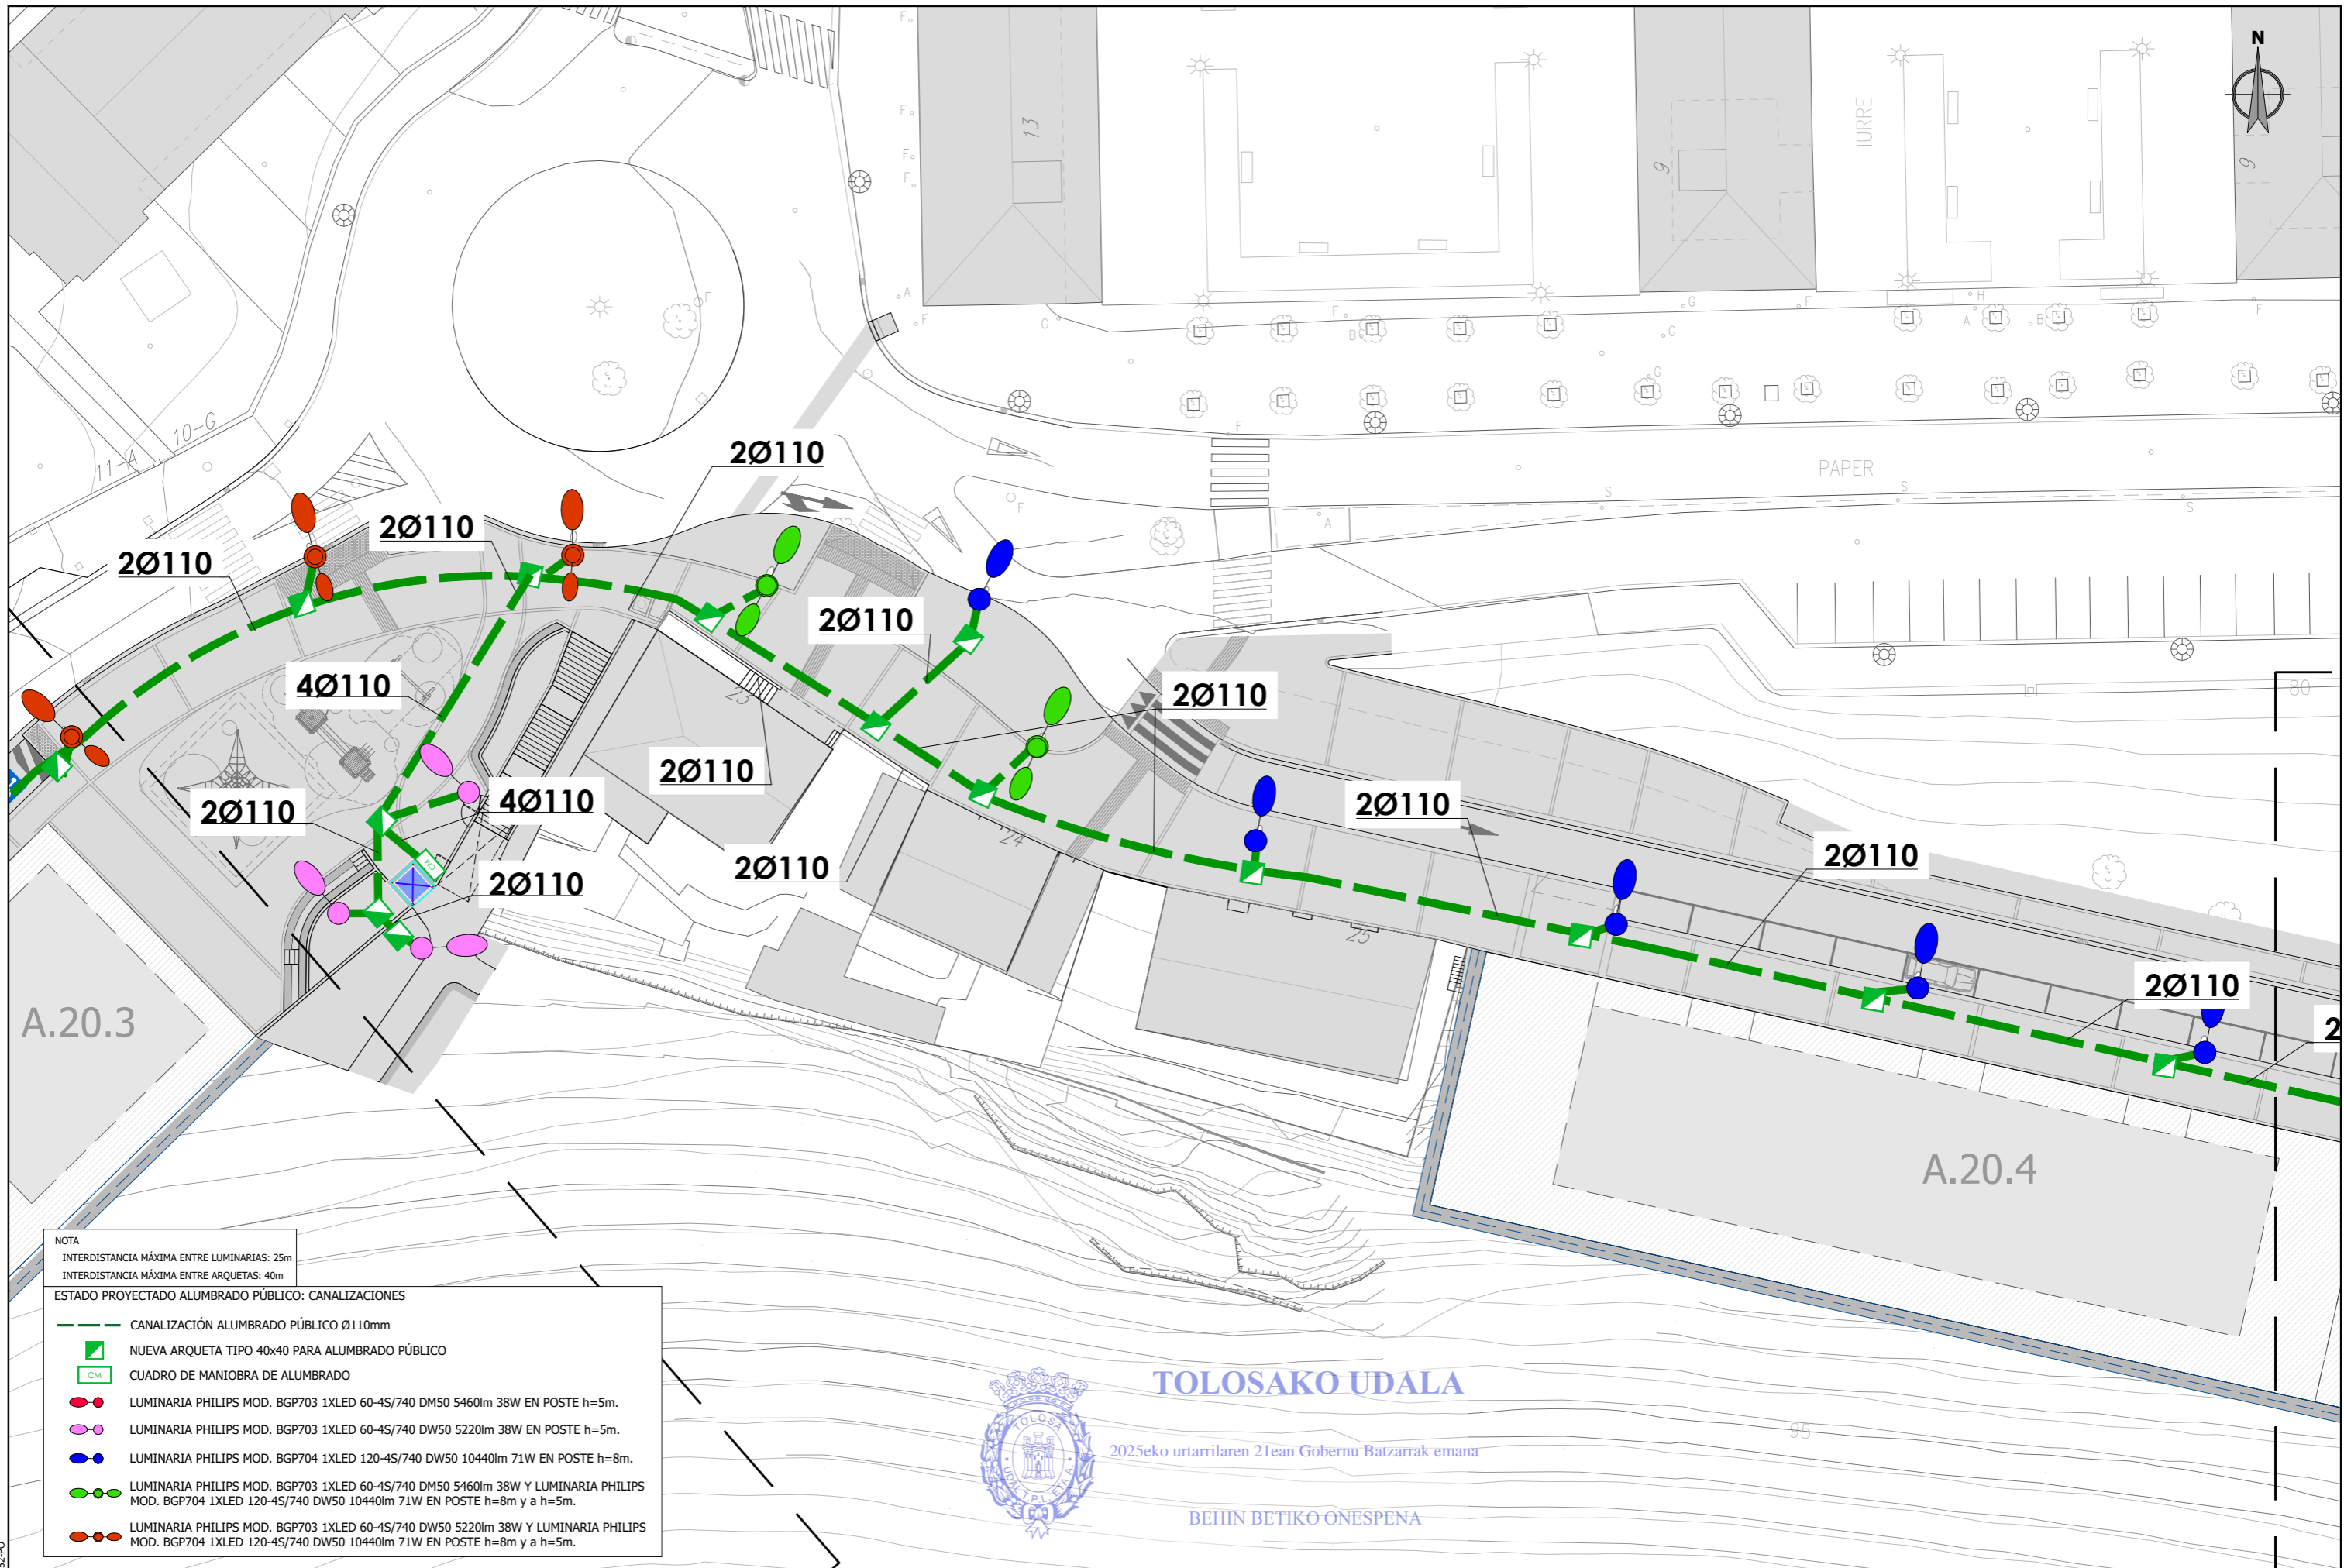 N
13
9
IURRE
9
F
F
F
F
A
F
G
F
B
G
F
H
A
B
F
G
G
10-G
11-A
F
F
PAPER
S
S
S
A
F
2Ø110
2Ø110
2Ø110
2Ø110
4Ø110
2Ø110
80
23
2Ø110
4Ø110
2Ø110
2Ø110
24
2Ø110
2Ø110
2Ø110
CM
25
2Ø110
2
A.20.3
A.20.4
95
NOTA
INTERDISTANCIA MÁXIMA ENTRE LUMINARIAS: 25m
INTERDISTANCIA MÁXIMA ENTRE ARQUETAS: 40m
ESTADO PROYECTADO ALUMBRADO PÚBLICO: CANALIZACIONES
CANALIZACIÓN ALUMBRADO PÚBLICO Ø110mm
NUEVA ARQUETA TIPO 40x40 PARA ALUMBRADO PÚBLICO
CM CUADRO DE MANIOBRA DE ALUMBRADO
LUMINARIA PHILIPS MOD. BGP703 1XLED 60-4S/740 DM50 5460lm 38W EN POSTE h=5m.
LUMINARIA PHILIPS MOD. BGP703 1XLED 60-4S/740 DW50 5220lm 38W EN POSTE h=5m.
LUMINARIA PHILIPS MOD. BGP704 1XLED 120-4S/740 DW50 10440lm 71W EN POSTE h=8m.
LUMINARIA PHILIPS MOD. BGP703 1XLED 60-4S/740 DM50 5460lm 38W Y LUMINARIA PHILIPS
MOD. BGP704 1XLED 120-4S/740 DW50 10440lm 71W EN POSTE h=8m y a h=5m.
LUMINARIA PHILIPS MOD. BGP703 1XLED 60-4S/740 DW50 5220lm 38W Y LUMINARIA PHILIPS
MOD. BGP704 1XLED 120-4S/740 DW50 10440lm 71W EN POSTE h=8m y a h=5m.
TOLOSAKO UDALA
TOLOSA
2025eko urtarrilaren 21ean Gobernu Batzarrak emana
BEHIN BETIKO ONESPENA